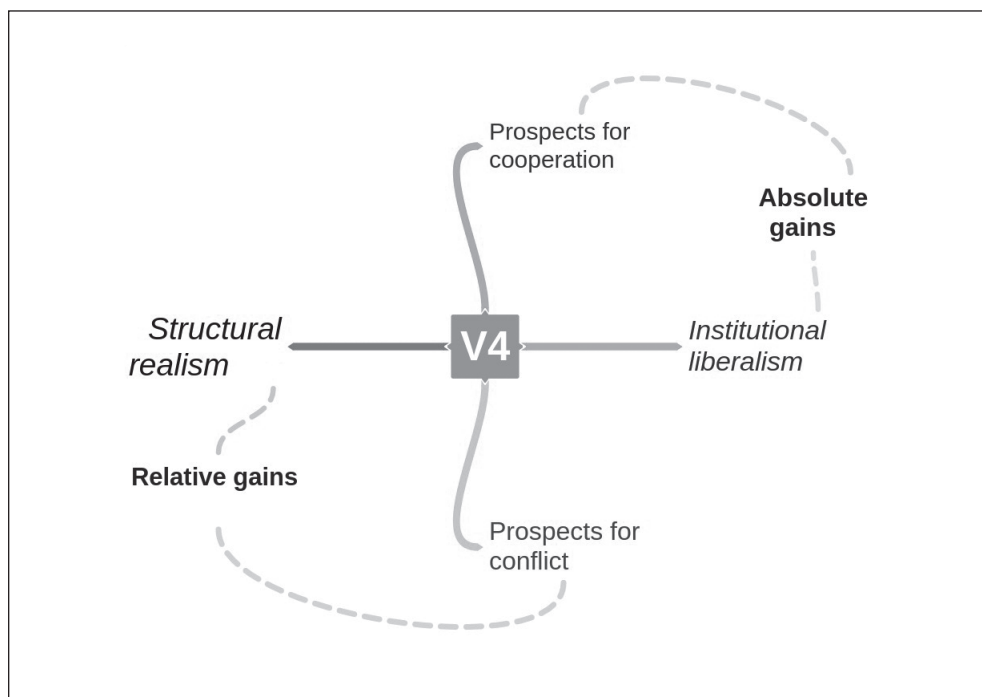 Prospects for
cooperation
Absolute
gains
Structural
realism
V4
Institutional
liberalism
Relative gains
Prospects for
conflict